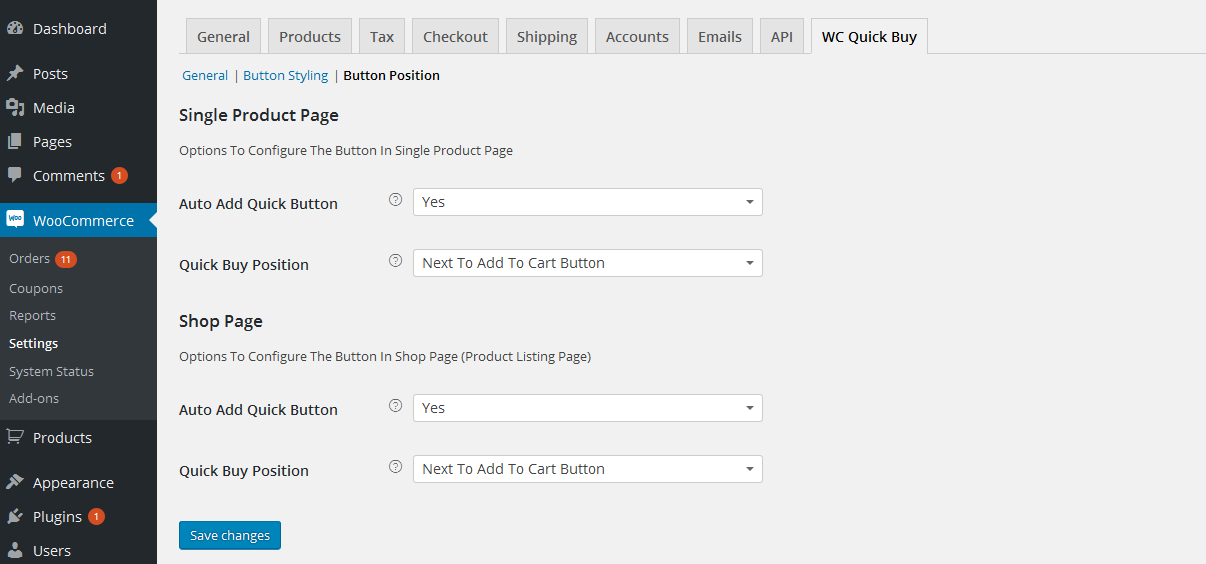 Dashboard
Posts
Media
Pages
Comments 1
Woo WooCommerce
Orders 11
Coupons
Reports
Settings
System Status
Add-ons
Products
Appearance
Plugins 1
Users
General Products Tax Checkout Shipping Accounts Emails API WC Quick Buy
General | Button Styling | Button Position
Single Product Page
Options To Configure The Button In Single Product Page
Auto Add Quick Button ? Yes
Quick Buy Position ? Next To Add To Cart Button
Shop Page
Options To Configure The Button In Shop Page (Product Listing Page)
Auto Add Quick Button ? Yes
Quick Buy Position ? Next To Add To Cart Button
Save changes